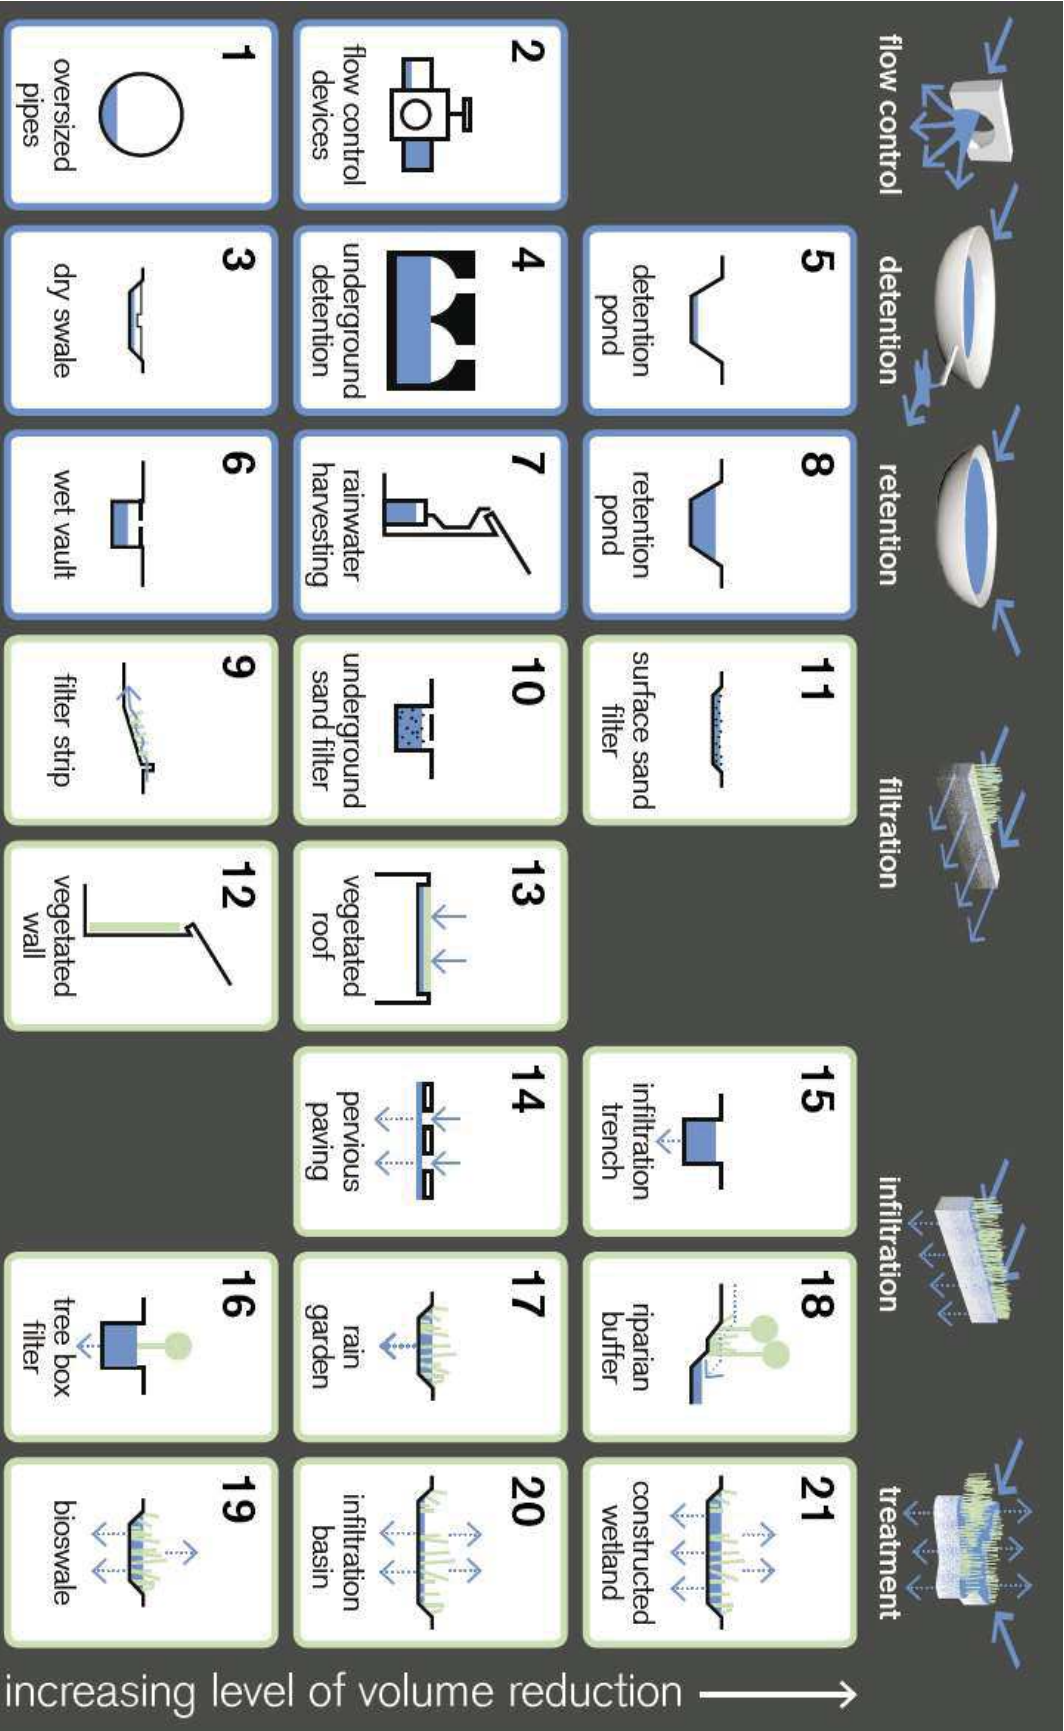 flow control
detention
retention
filtration
infiltration
treatment
5
detention
pond
8
retention
pond
11
surface sand
filter
15
infiltration
trench
18
riparian
buffer
21
constructed
wetland
2
flow control
devices
4
underground
detention
7
rainwater
harvesting
10
underground
sand filter
13
vegetated
roof
14
pervious
paving
17
rain
garden
20
infiltration
basin
1
oversized
pipes
3
dry swale
6
wet vault
9
filter strip
12
vegetated
wall
16
tree box
filter
19
bioswale
increasing level of volume reduction